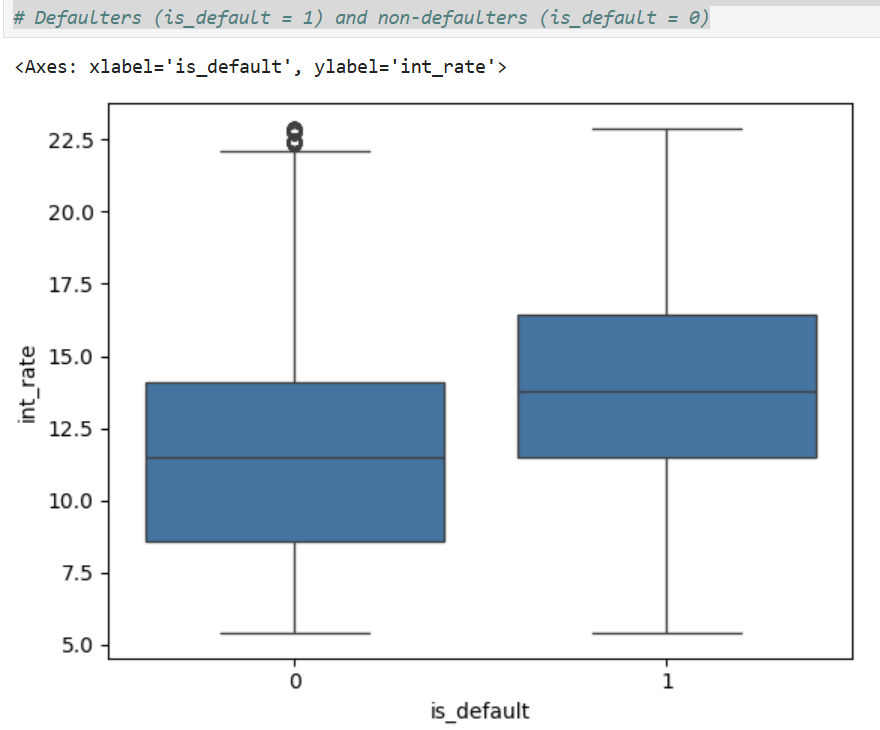 # Defaulters (is_default = 1) and non-defaulters (is_default = 0)
<Axes: xlabel='is_default', ylabel='int_rate'>
22.5
20.0
17.5
15.0
12.5
10.0
7.5
5.0
int_rate
0 1
is_default